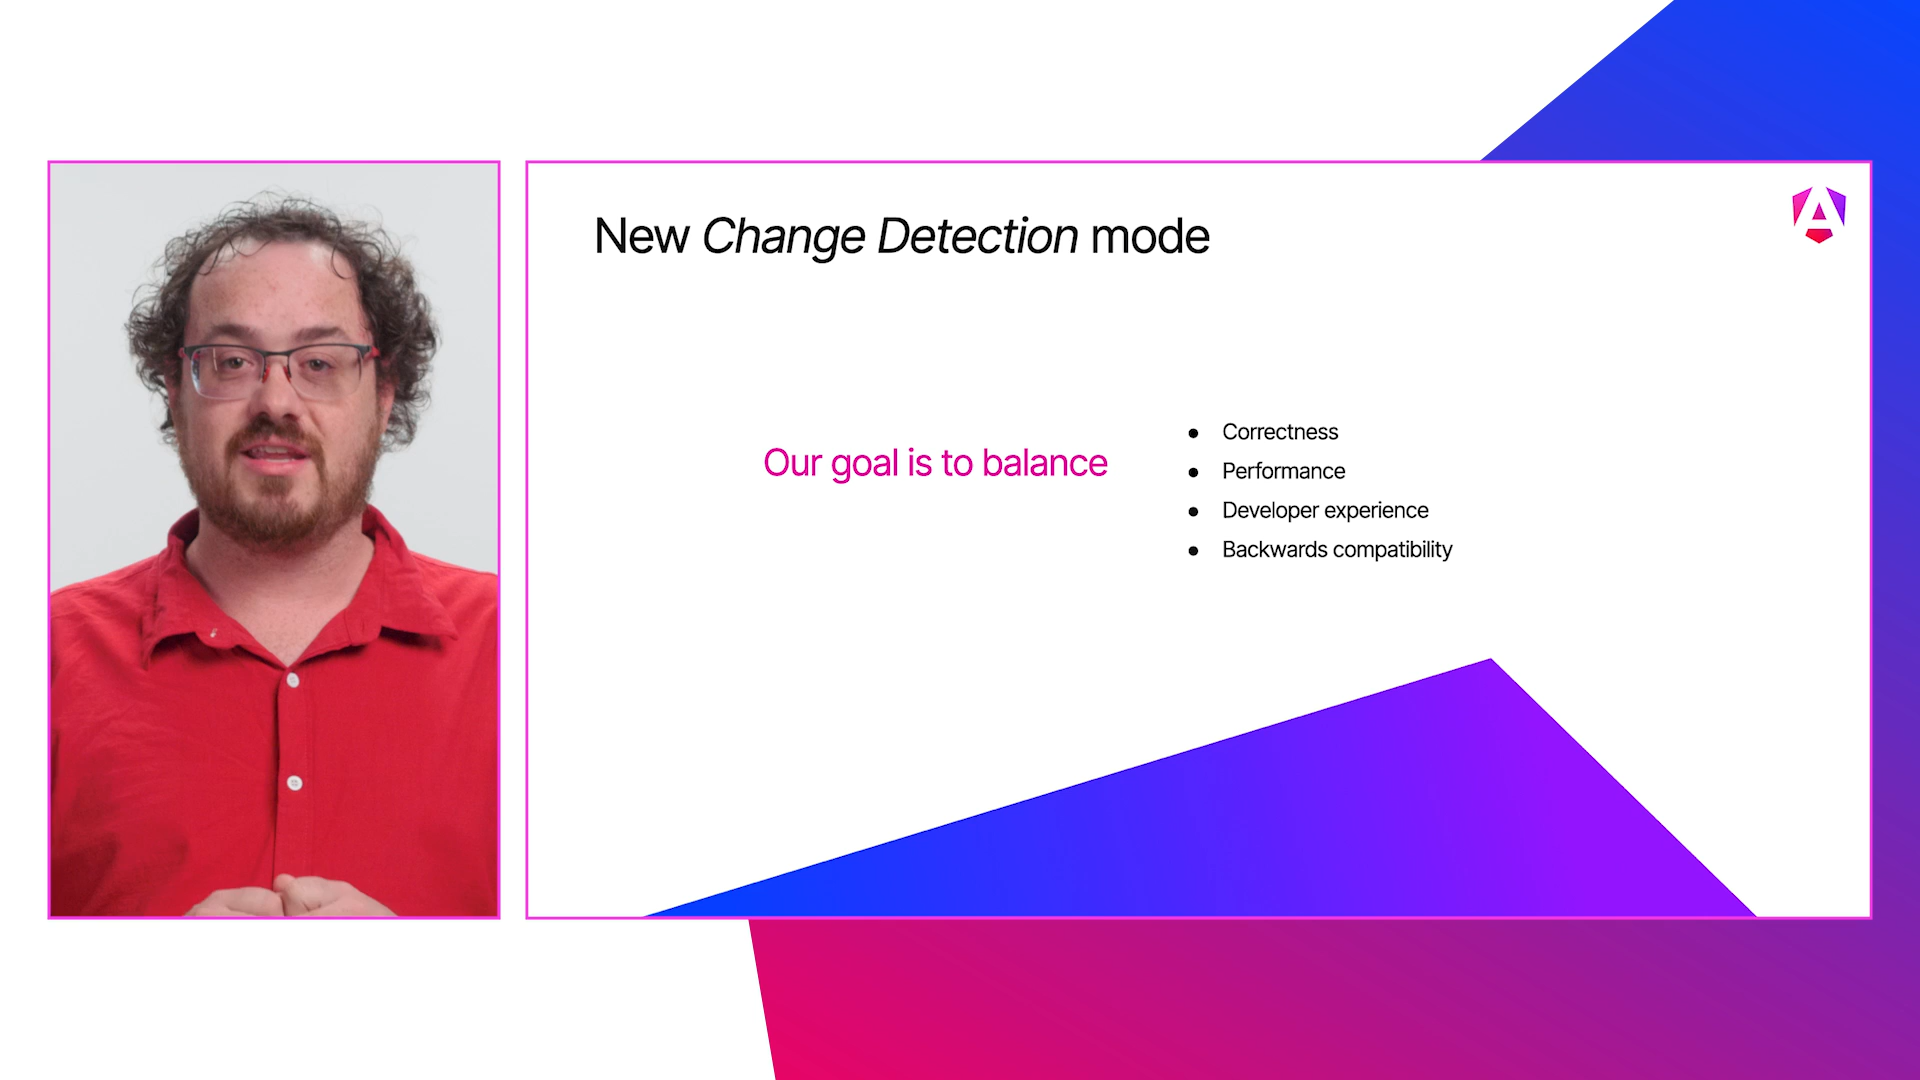 New Change Detection mode
Our goal is to balance
Correctness
Performance
Developer experience
Backwards compatibility